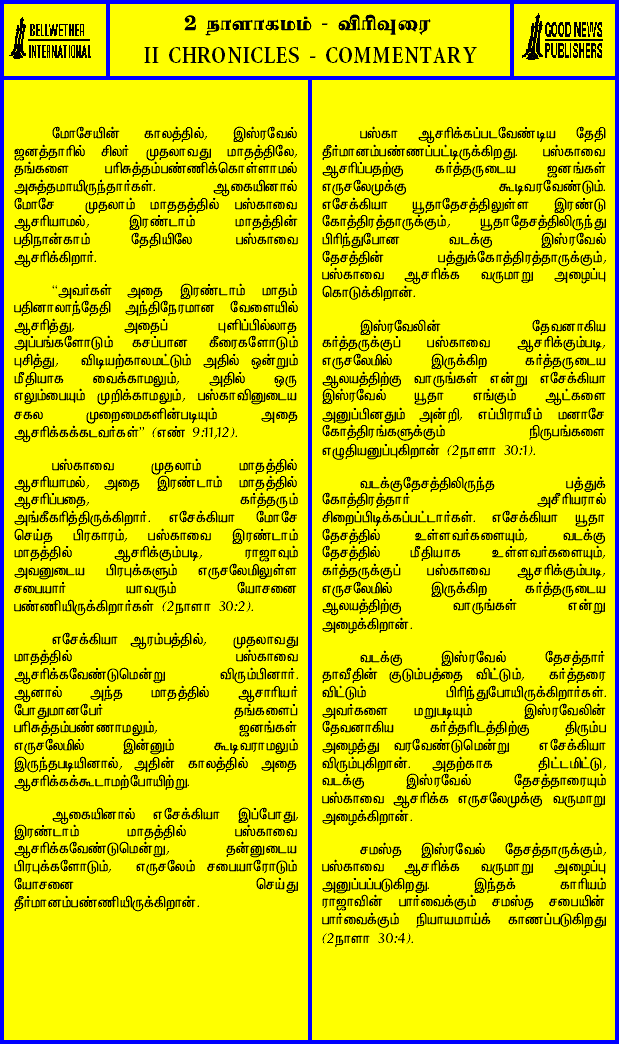 BELLWETHER
INTERNATIONAL
2 நாளாகமம் - விரிவுரை
II CHRONICLES - COMMENTARY
GOOD NEWS
PUBLISHERS
மோசேயின் காலத்தில், இஸ்ரவேல்
ஜனத்தாரில் சிலர் முதலாவது மாதத்திலே,
தங்களை பரிசுத்தம்பண்ணிக்கொள்ளாமல்
அசுத்தமாயிருந்தார்கள். ஆகையினால்
மோசே முதலாம் மாததத்தில் பஸ்காவை
ஆசரியாமல், இரண்டாம் மாதத்தின்
பதிநான்காம் தேதியிலே பஸ்காவை
ஆசரிக்கிறார்.
“அவர்கள் அதை இரண்டாம் மாதம்
பதினாலாந்தேதி அந்திநேரமான வேளையில்
ஆசரித்து, அதைப் புளிப்பில்லாத
அப்பங்களோடும் கசப்பான கீரைகளோடும்
புசித்து, விடியற்காலமட்டும் அதில் ஒன்றும்
மீதியாக வைக்காமலும், அதில் ஒரு
எலும்பையும் முறிக்காமலும், பஸ்காவினுடைய
சகல முறைமைகளின்படியும் அதை
ஆசரிக்கக்கடவர்கள்” (எண் 9:11,12).
பஸ்காவை முதலாம் மாதத்தில்
ஆசரியாமல், அதை இரண்டாம் மாதத்தில்
ஆசரிப்பதை, கர்த்தரும்
அங்கீகரித்திருக்கிறார். எசேக்கியா மோசே
செய்த பிரகாரம், பஸ்காவை இரண்டாம்
மாதத்தில் ஆசரிக்கும்படி, ராஜாவும்
அவனுடைய பிரபுக்களும் எருசலேமிலுள்ள
சபையார் யாவரும் யோசனை
பண்ணியிருக்கிறார்கள் (2நாளா 30:2).
எசேக்கியா ஆரம்பத்தில், முதலாவது
மாதத்தில் பஸ்காவை
ஆசரிக்கவேண்டுமென்று விரும்பினார்.
ஆனால் அந்த மாதத்தில் ஆசாரியர்
போதுமானபேர் தங்களைப்
பரிசுத்தம்பண்ணாமலும், ஜனங்கள்
எருசலேமில் இன்னும் கூடிவராமலும்
இருந்தபடியினால், அதின் காலத்தில் அதை
ஆசரிக்கக்கூடாமற்போயிற்று.
ஆகையினால் எசேக்கியா இப்போது,
இரண்டாம் மாதத்தில் பஸ்காவை
ஆசரிக்கவேண்டுமென்று, தன்னுடைய
பிரபுக்களோடும், எருசலேம் சபையாரோடும்
யோசனை செய்து
தீர்மானம்பண்ணியிருக்கிறான்.
பஸ்கா ஆசரிக்கப்படவேண்டிய தேதி
தீர்மானம்பண்ணப்பட்டிருக்கிறது. பஸ்காவை
ஆசரிப்பதற்கு கர்த்தருடைய ஜனங்கள்
எருசலேமுக்கு கூடிவரவேண்டும்.
எசேக்கியா யூதாதேசத்திலுள்ள இரண்டு
கோத்திரத்தாருக்கும், யூதாதேசத்திலிருந்து
பிரிந்துபோன வடக்கு இஸ்ரவேல்
தேசத்தின் பத்துக்கோத்திரத்தாருக்கும்,
பஸ்காவை ஆசரிக்க வருமாறு அழைப்பு
கொடுக்கிறான்.
இஸ்ரவேலின் தேவனாகிய
கர்த்தருக்குப் பஸ்காவை ஆசரிக்கும்படி,
எருசலேமில் இருக்கிற கர்த்தருடைய
ஆலயத்திற்கு வாருங்கள் என்று எசேக்கியா
இஸ்ரவேல் யூதா எங்கும் ஆட்களை
அனுப்பினதும் அன்றி, எப்பிராயீம் மனாசே
கோத்திரங்களுக்கும் நிருபங்களை
எழுதியனுப்புகிறான் (2நாளா 30:1).
வடக்குதேசத்திலிருந்த பத்துக்
கோத்திரத்தார் அசீரியரால்
சிறைப்பிடிக்கப்பட்டார்கள். எசேக்கியா யூதா
தேசத்தில் உள்ளவர்களையும், வடக்கு
தேசத்தில் மீதியாக உள்ளவர்களையும்,
கர்த்தருக்குப் பஸ்காவை ஆசரிக்கும்படி,
எருசலேமில் இருக்கிற கர்த்தருடைய
ஆலயத்திற்கு வாருங்கள் என்று
அழைக்கிறான்.
வடக்கு இஸ்ரவேல் தேசத்தார்
தாவீதின் குடும்பத்தை விட்டும், கர்த்தரை
விட்டும் பிரிந்துபோயிருக்கிறார்கள்.
அவர்களை மறுபடியும் இஸ்ரவேலின்
தேவனாகிய கர்த்தரிடத்திற்கு திரும்ப
அழைத்து வரவேண்டுமென்று எசேக்கியா
விரும்புகிறான். அதற்காக திட்டமிட்டு,
வடக்கு இஸ்ரவேல் தேசத்தாரையும்
பஸ்காவை ஆசரிக்க எருசலேமுக்கு வருமாறு
அழைக்கிறான்.
சமஸ்த இஸ்ரவேல் தேசத்தாருக்கும்,
பஸ்காவை ஆசரிக்க வருமாறு அழைப்பு
அனுப்பப்படுகிறது. இந்தக் காரியம்
ராஜாவின் பார்வைக்கும் சமஸ்த சபையின்
பார்வைக்கும் நியாயமாய்க் காணப்படுகிறது
(2நாளா 30:4).